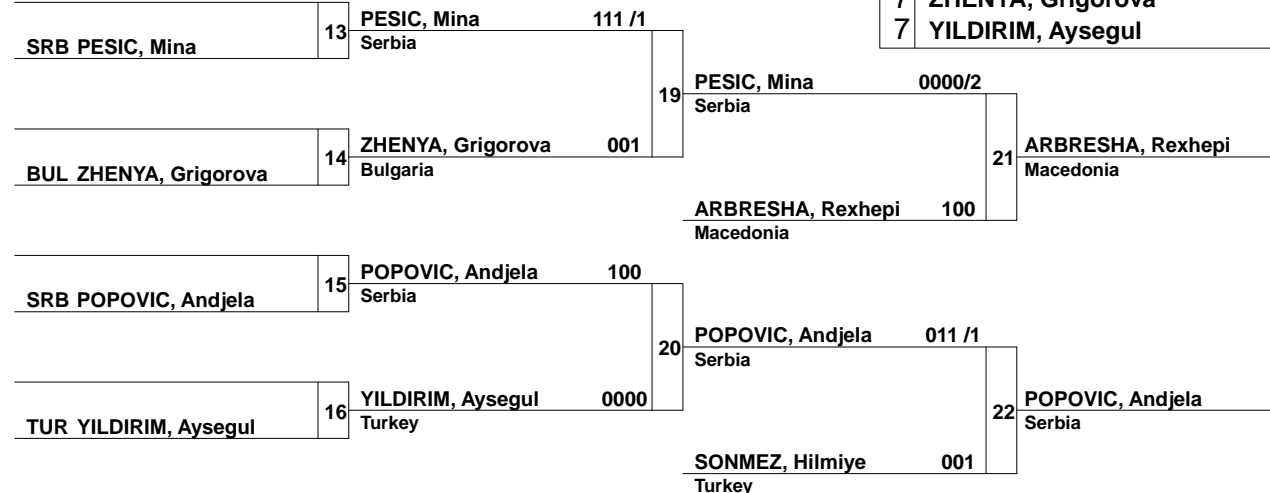 7 ZHENYA, Grigorova
7 YILDIRIM, Aysegul
13 PESIC, Mina 111 /1
SRB PESIC, Mina
Serbia
19 PESIC, Mina 0000/2
Serbia
14 ZHENYA, Grigorova 001
BUL ZHENYA, Grigorova
Bulgaria
21 ARBRESHA, Rexhepi
Macedonia
ARBRESHA, Rexhepi 100
Macedonia
15 POPOVIC, Andjela 100
SRB POPOVIC, Andjela
Serbia
20 POPOVIC, Andjela 011 /1
Serbia
16 YILDIRIM, Aysegul 0000
TUR YILDIRIM, Aysegul
Turkey
22 POPOVIC, Andjela
Serbia
SONMEZ, Hilmiye 001
Turkey